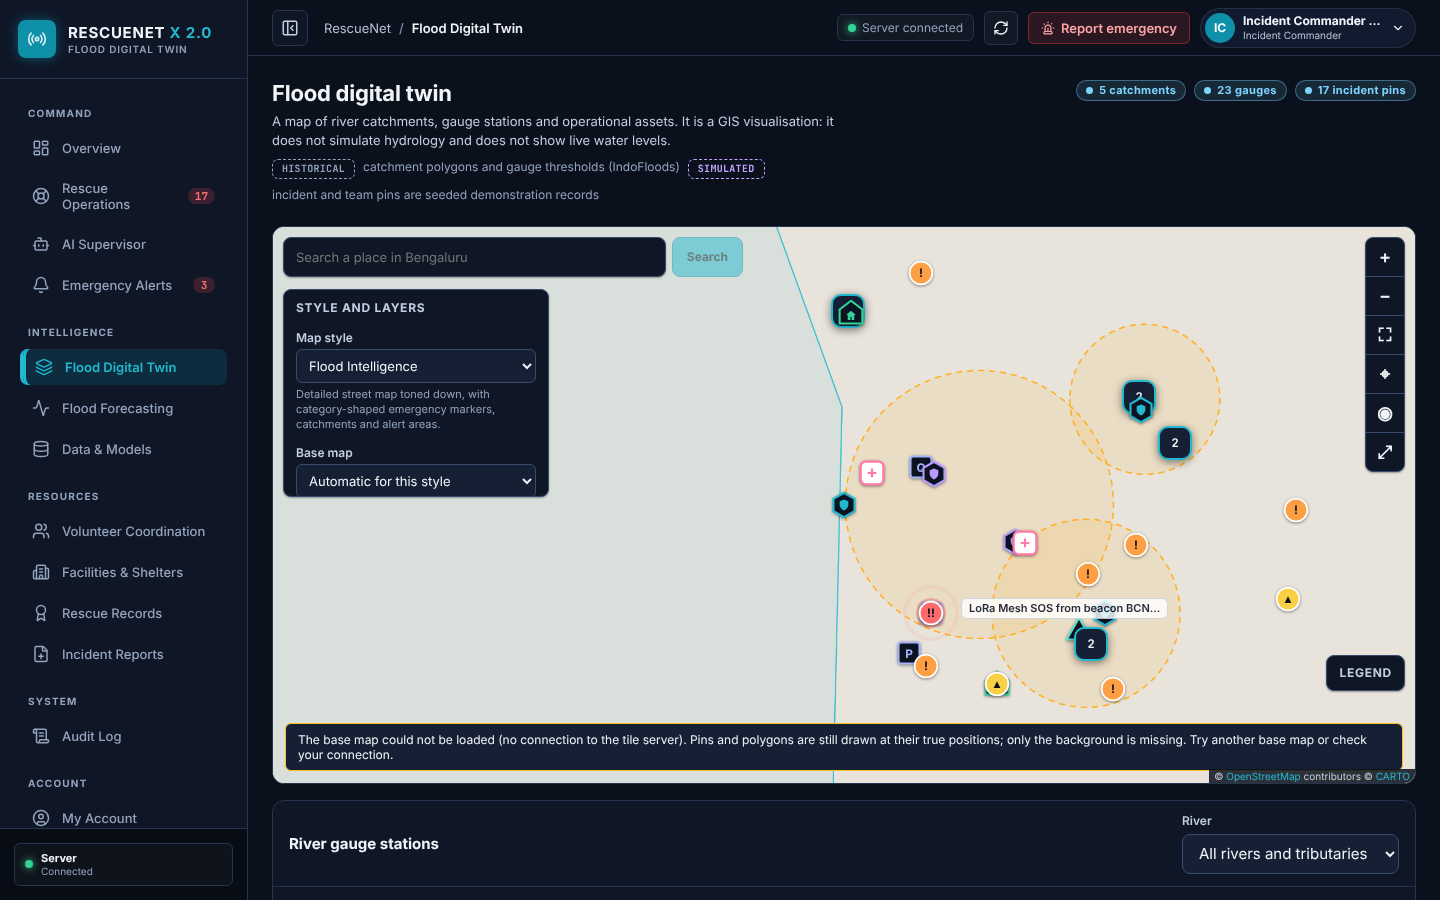 RESCUENET X 2.0
FLOOD DIGITAL TWIN
COMMAND
Overview
Rescue
Operations
17
AI Supervisor
Emergency Alerts
3
INTELLIGENCE
Flood Digital Twin
Flood Forecasting
Data & Models
RESOURCES
Volunteer Coordination
Facilities & Shelters
Rescue Records
Incident Reports
SYSTEM
Audit Log
ACCOUNT
My Account
Server
Connected
RescueNet / Flood Digital Twin
Server connected
Report emergency
IC
Incident Commander ...
Incident Commander
Flood digital twin
5 catchments
23 gauges
17 incident pins
A map of river catchments, gauge stations and operational assets. It is a GIS visualisation: it
does not simulate hydrology and does not show live water levels.
HISTORICAL catchment polygons and gauge thresholds (IndoFloods) SIMULATED
incident and team pins are seeded demonstration records
Search a place in Bengaluru
Search
STYLE AND LAYERS
Map style
Flood Intelligence
Detailed street map toned down, with
category-shaped emergency markers,
catchments and alert areas.
Base map
Automatic for this style
+
−
!
2
2
+
!
+
!
!
!!
LoRa Mesh SOS from beacon BCN...
2
P
!
!
LEGEND
The base map could not be loaded (no connection to the tile server). Pins and polygons are still drawn at their true positions; only the background is missing. Try another base map or check
your connection.
© OpenStreetMap contributors © CARTO
River gauge stations
River
All rivers and tributaries